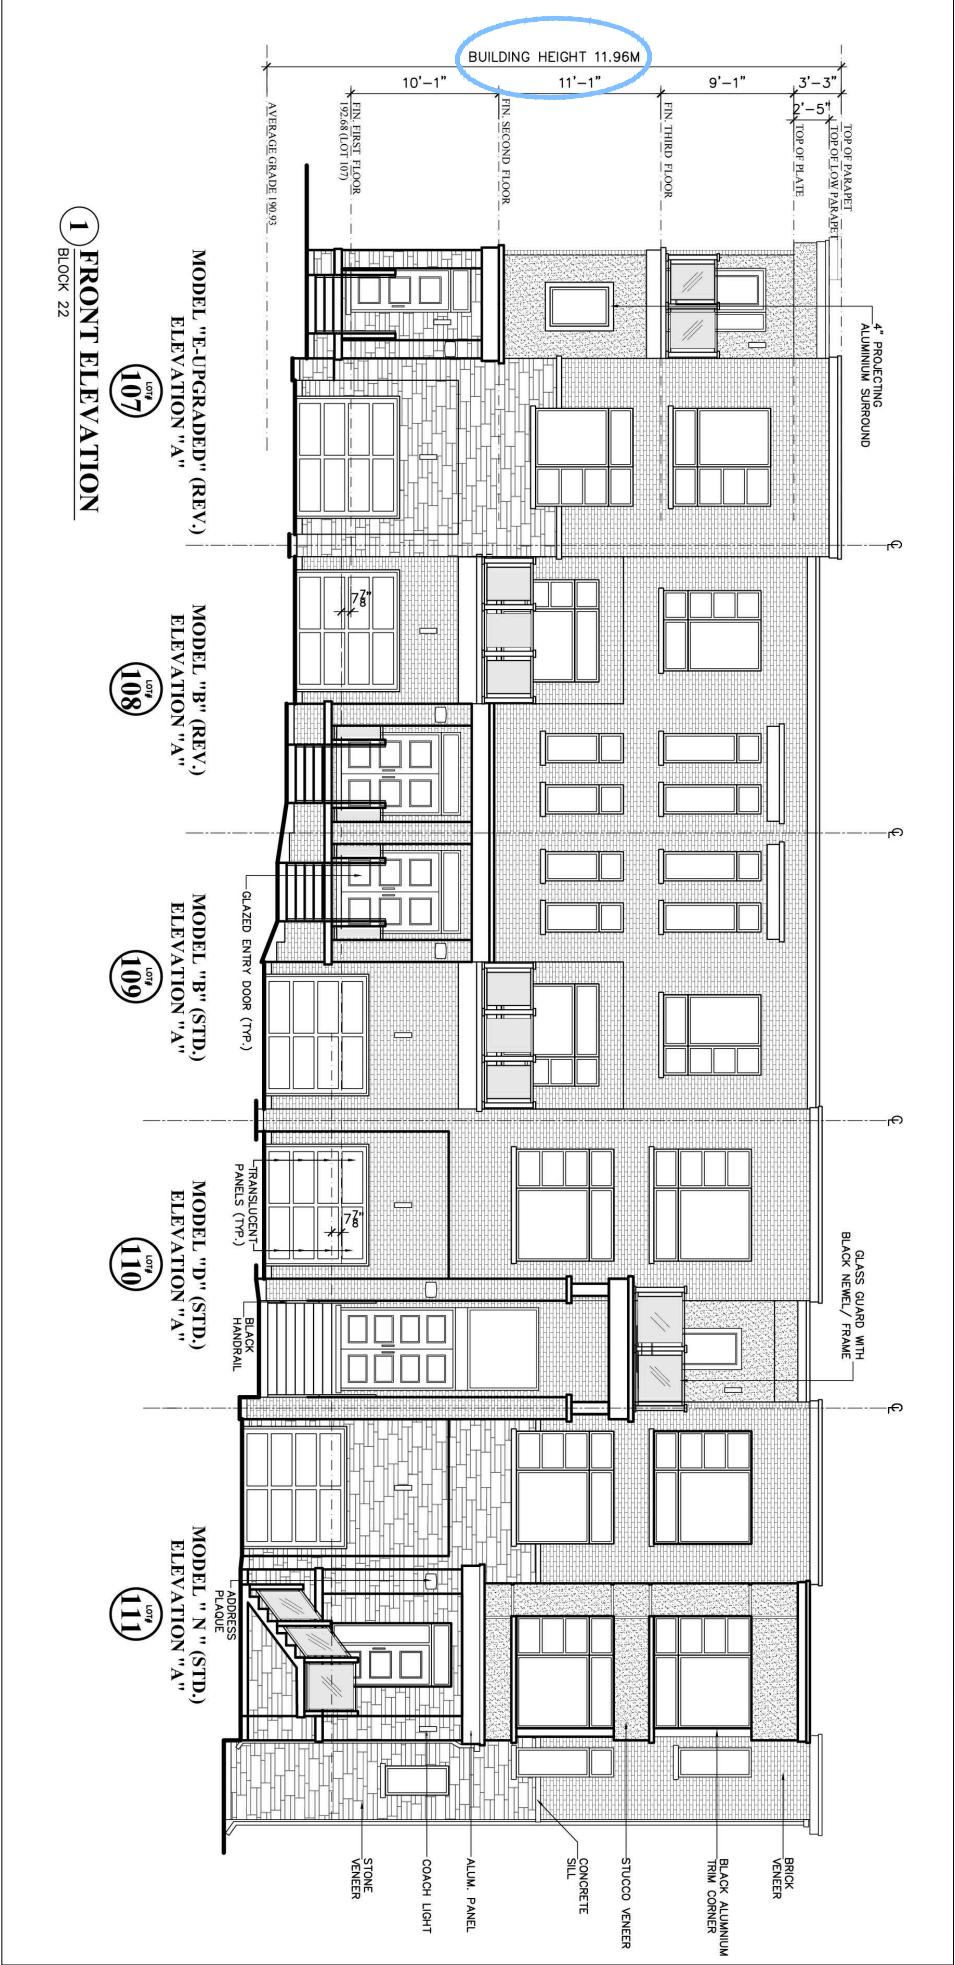 BUILDING HEIGHT 11.96M
10'-1"
11'-1"
9'-1"
3'-3"
2'-5"
TOP OF PARAPET
TOP OF LOW PARAPET
TOP OF PLATE
FIN. THIRD FLOOR
FIN. SECOND FLOOR
FIN. FIRST FLOOR
192.68 (LOT 107)
AVERAGE GRADE 190.93
4" PROJECTING
ALUMINIUM SURROUND
7⅞"
GLAZED ENTRY DOOR (TYP.)
TRANSLUCENT
PANELS (TYP.)
7⅞"
GLASS GUARD WITH
BLACK NEWEL/ FRAME
BLACK
HANDRAIL
ADDRESS
PLAQUE
BRICK
VENEER
BLACK ALUMNIUM
TRIM CORNER
STUCCO VENEER
CONCRETE
SILL
ALUM. PANEL
COACH LIGHT
STONE
VENEER
MODEL "E-UPGRADED" (REV.)
ELEVATION "A"
LOT#
107
MODEL "B" (REV.)
ELEVATION "A"
LOT#
108
MODEL "B" (STD.)
ELEVATION "A"
LOT#
109
MODEL "D" (STD.)
ELEVATION "A"
LOT#
110
MODEL " N " (STD.)
ELEVATION "A"
LOT#
111
1 FRONT ELEVATION
BLOCK 22